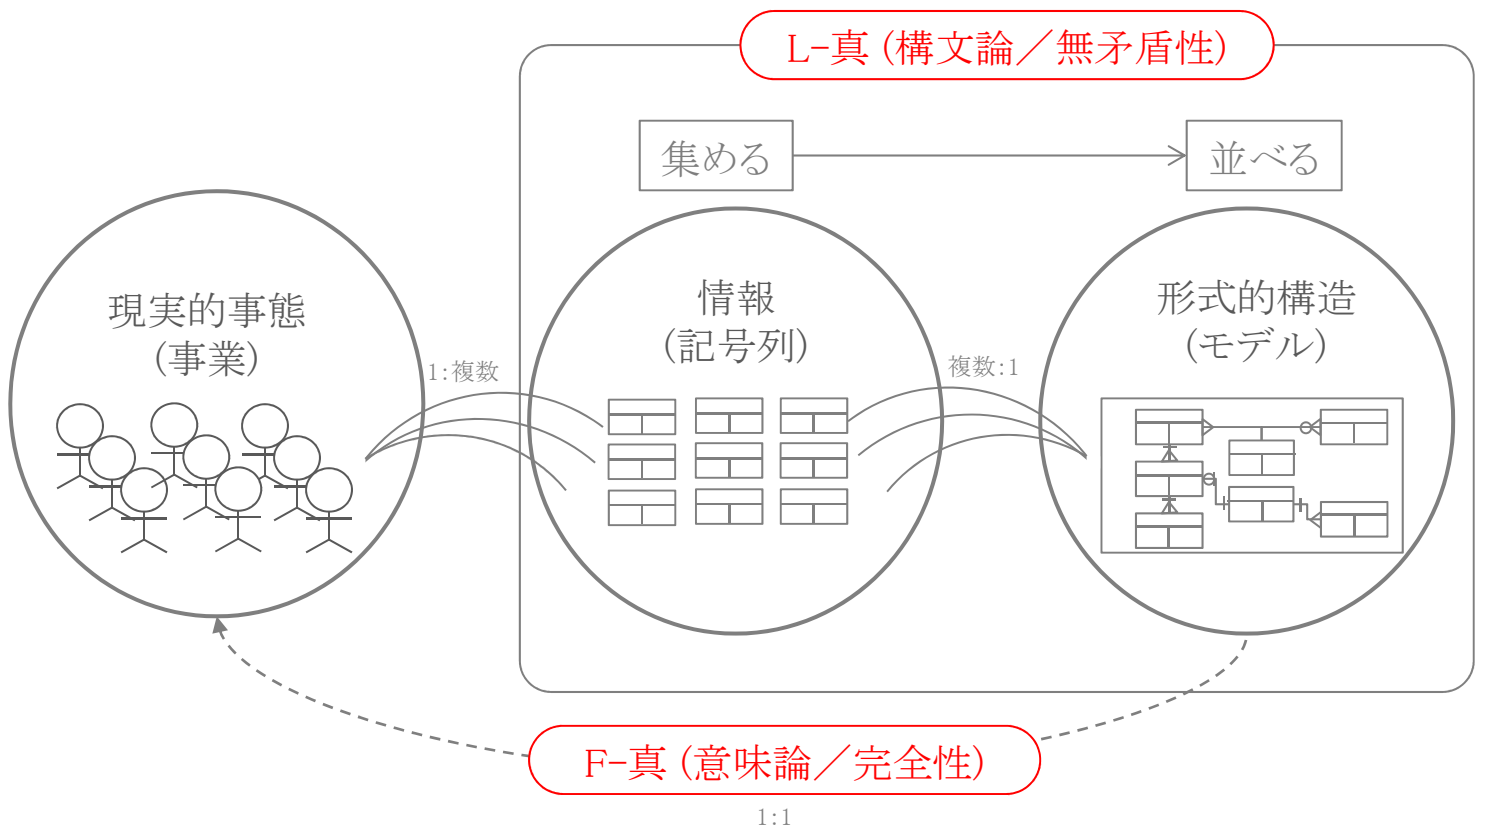 L-真 (構文論／無矛盾性)
集める
並べる
現実的事態
(事業)
1:複数
情報
(記号列)
複数:1
形式的構造
(モデル)
F-真 (意味論／完全性)
1:1